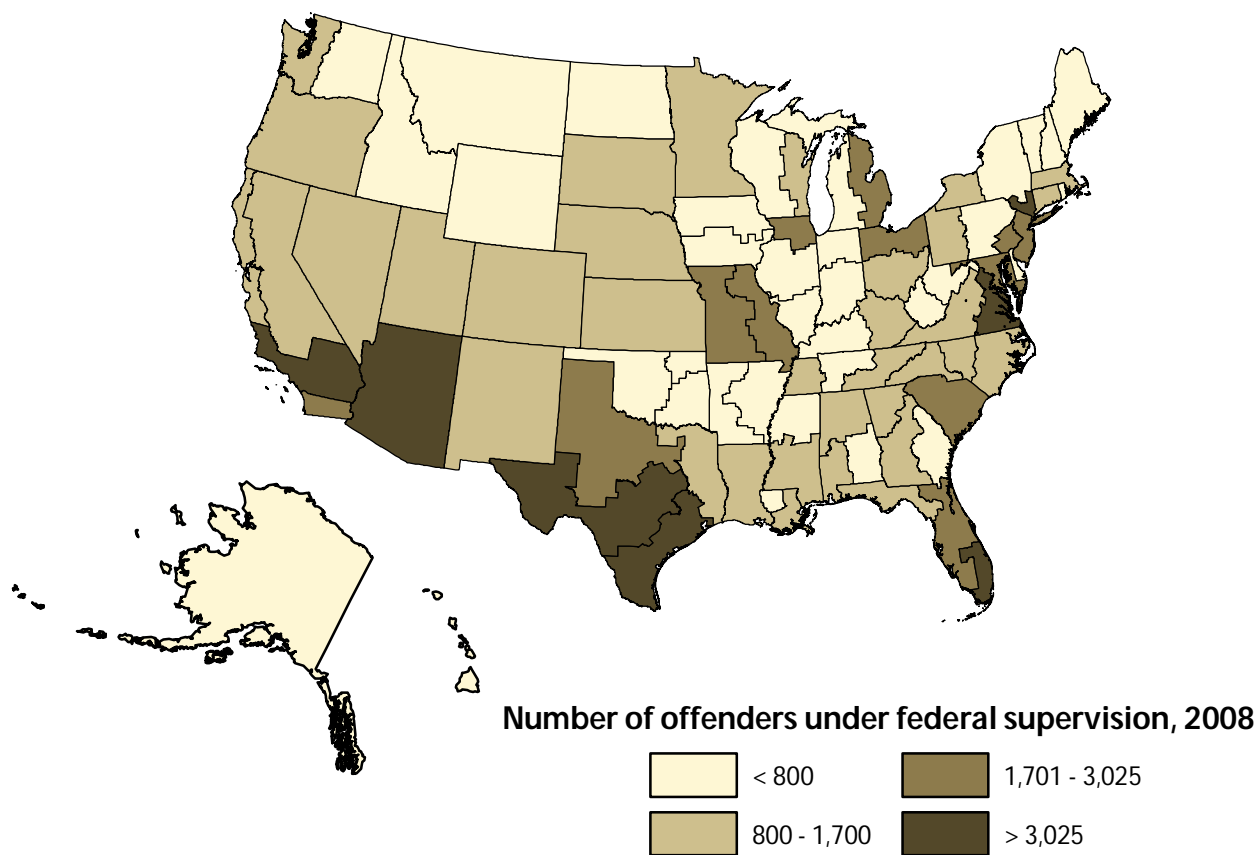 Number of offenders under federal supervision, 2008
< 800
1,701 - 3,025
800 - 1,700
> 3,025